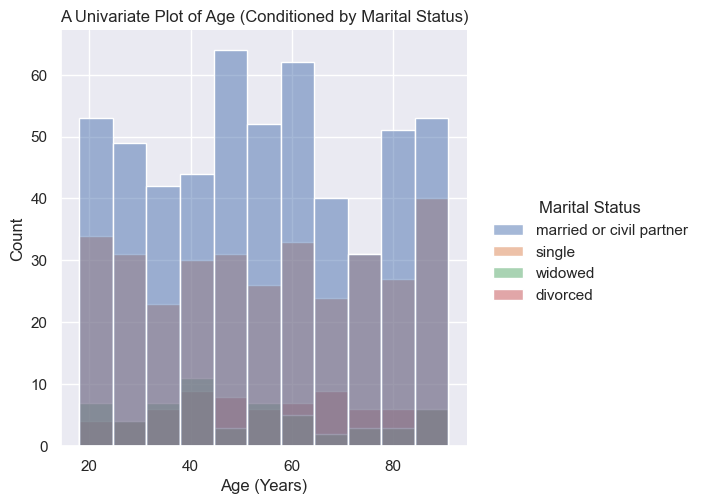 A Univariate Plot of Age (Conditioned by Marital Status)
60
50
40
30
20
10
0
Count
20
40
60
80
Age (Years)
Marital Status
married or civil partner
single
widowed
divorced